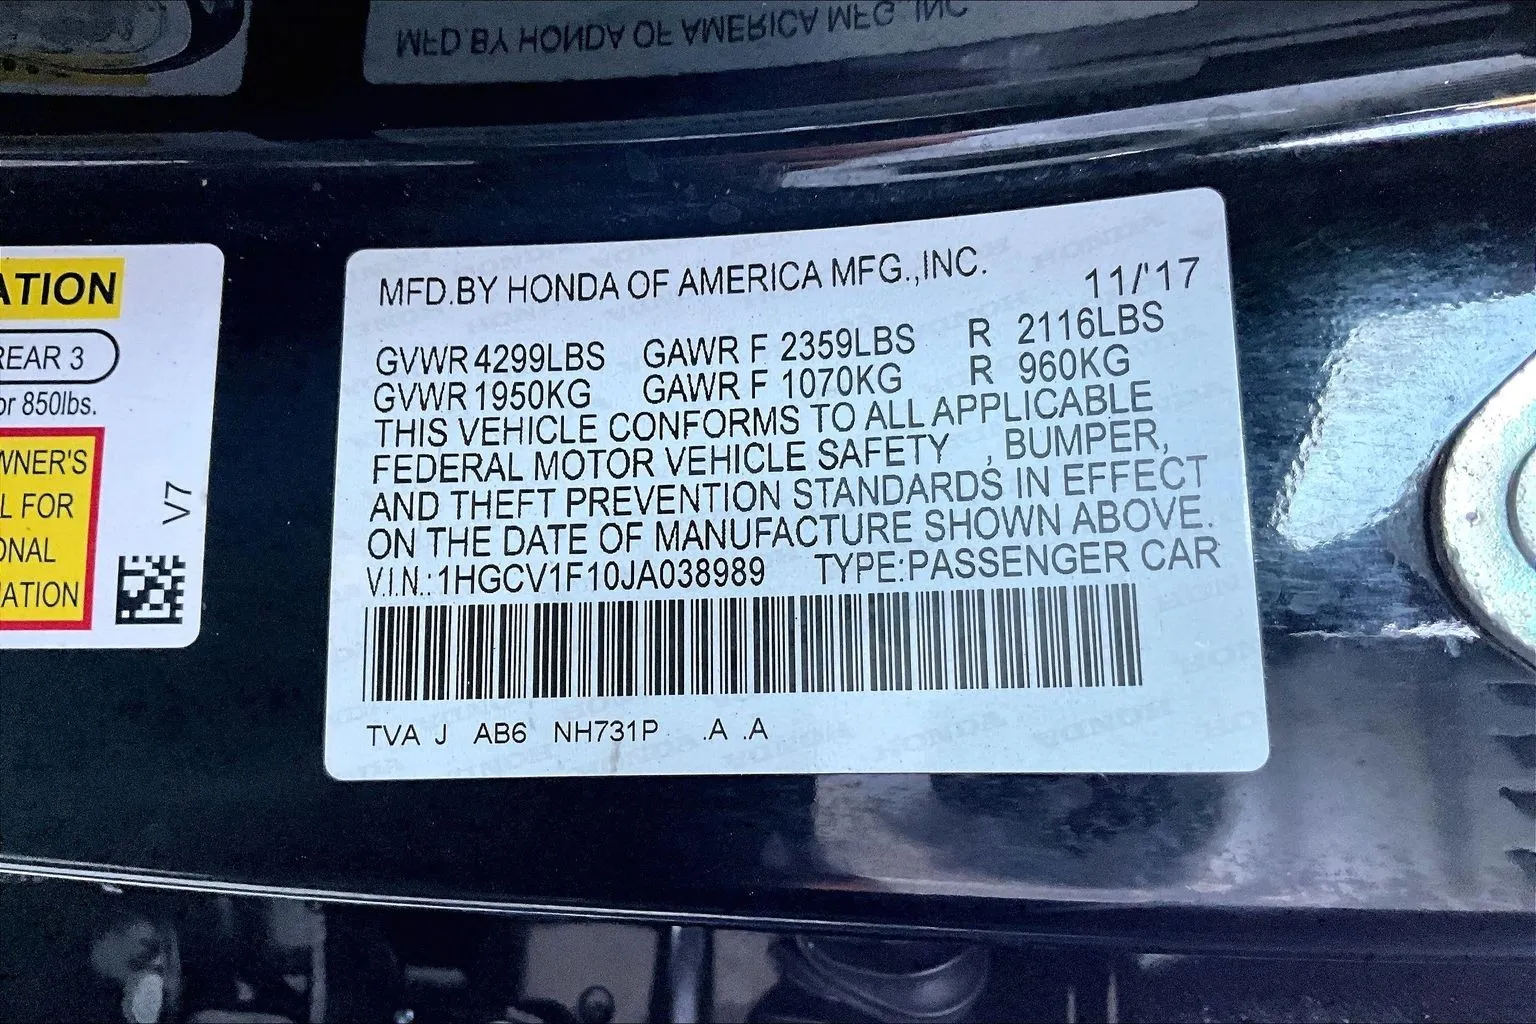 MFD.BY HONDA OF AMERICA MFG.,INC.
ATION
REAR 3
or 850lbs.
WNER'S
L FOR
ONAL
ATION
V7
MFD.BY HONDA OF AMERICA MFG.,INC.
11/'17
GVWR 4299LBS GAWR F 2359LBS R 2116LBS
GVWR 1950KG GAWR F 1070KG R 960KG
THIS VEHICLE CONFORMS TO ALL APPLICABLE
FEDERAL MOTOR VEHICLE SAFETY , BUMPER,
AND THEFT PREVENTION STANDARDS IN EFFECT
ON THE DATE OF MANUFACTURE SHOWN ABOVE.
V.I.N.: 1HGCV1F10JA038989 TYPE:PASSENGER CAR
TVA J AB6 NH731P .A .A